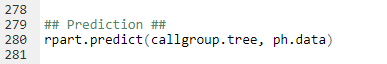 278
279 ## Prediction ##
280 rpart.predict(callgroup.tree, ph.data)
281